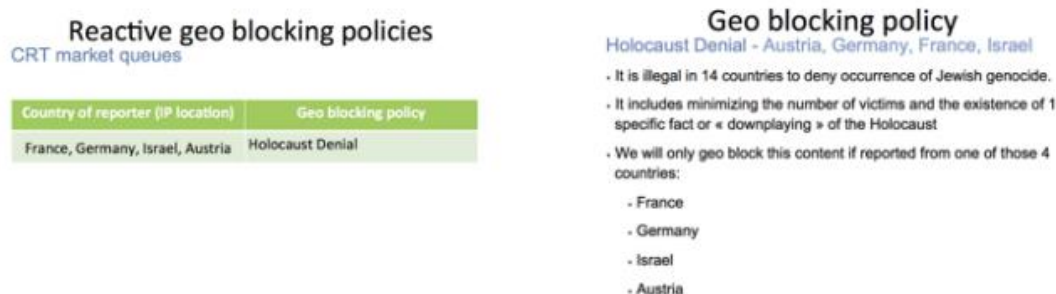 Reactive geo blocking policies
CRT market queues
Country of reporter (IP location) Geo blocking policy
France, Germany, Israel, Austria Holocaust Denial
Geo blocking policy
Holocaust Denial - Austria, Germany, France, Israel
. It is illegal in 14 countries to deny occurrence of Jewish genocide.
. It includes minimizing the number of victims and the existence of 1
specific fact or « downplaying » of the Holocaust
. We will only geo block this content if reported from one of those 4
countries:
. France
. Germany
. Israel
. Austria